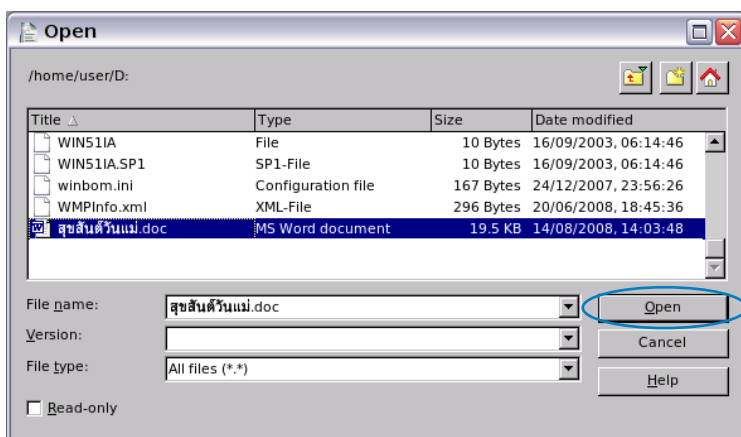 Open
/home/user/D:
Title Type Size Date modified
WIN51IA File 10 Bytes 16/09/2003, 06:14:46
WIN51IA.SP1 SP1-File 10 Bytes 16/09/2003, 06:14:46
winbom.ini Configuration file 167 Bytes 24/12/2007, 23:56:26
WMPInfo.xml XML-File 296 Bytes 20/06/2008, 18:45:36
สุขสันต์วันแม่.doc MS Word document 19.5 KB 14/08/2008, 14:03:48
File name: สุขสันต์วันแม่.doc Open
Version: Cancel
File type: All files (*.*) Help
Read-only